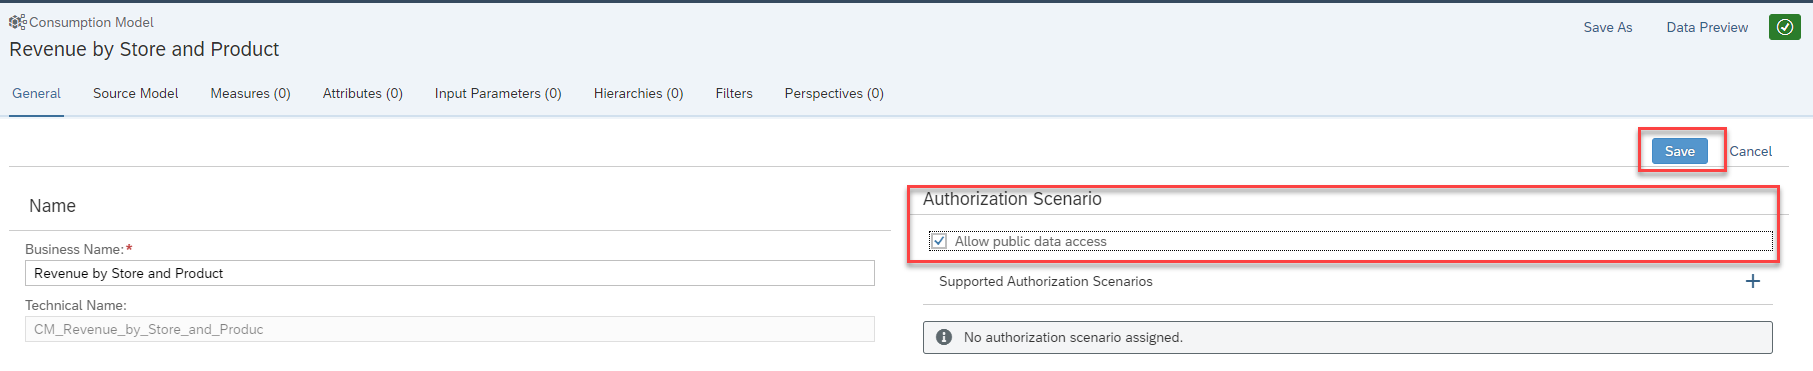 Consumption Model
Revenue by Store and Product
Save As
Data Preview
General
Source Model
Measures (0)
Attributes (0)
Input Parameters (0)
Hierarchies (0)
Filters
Perspectives (0)
Save
Cancel
Name
Business Name:*
Revenue by Store and Product
Technical Name:
CM_Revenue_by_Store_and_Produc
Authorization Scenario
Allow public data access
Supported Authorization Scenarios
No authorization scenario assigned.